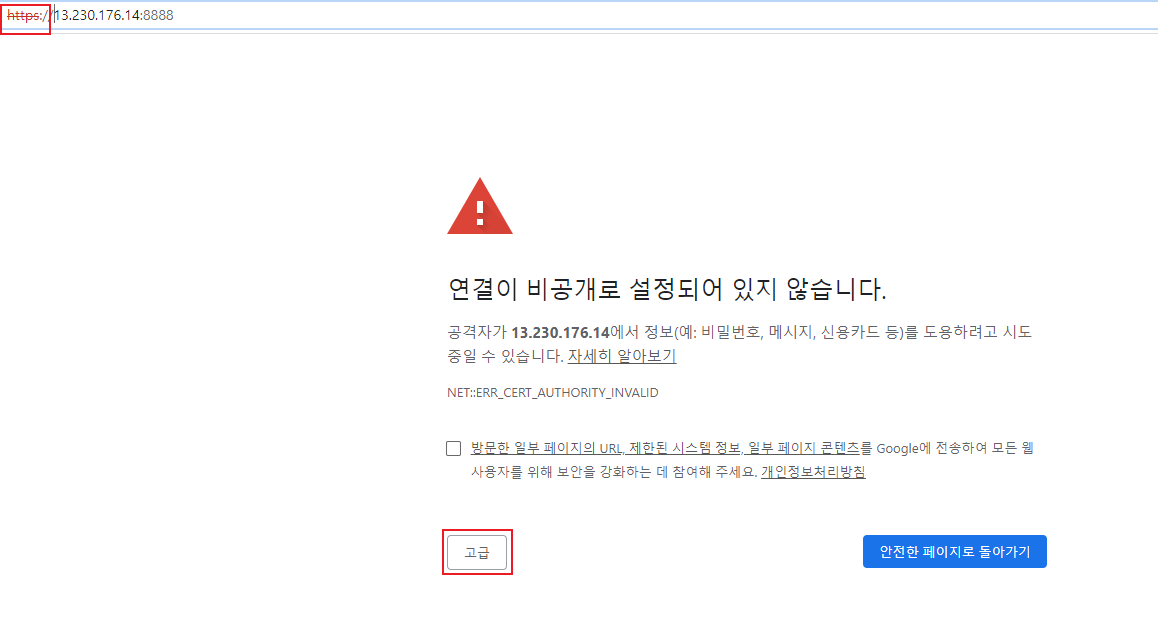 https://13.230.176.14:8888
연결이 비공개로 설정되어 있지 않습니다.
공격자가 13.230.176.14에서 정보(예: 비밀번호, 메시지, 신용카드 등)를 도용하려고 시도
중일 수 있습니다. 자세히 알아보기
NET::ERR_CERT_AUTHORITY_INVALID
방문한 일부 페이지의 URL, 제한된 시스템 정보, 일부 페이지 콘텐츠를 Google에 전송하여 모든 웹
사용자를 위해 보안을 강화하는 데 참여해 주세요. 개인정보처리방침
고급
안전한 페이지로 돌아가기